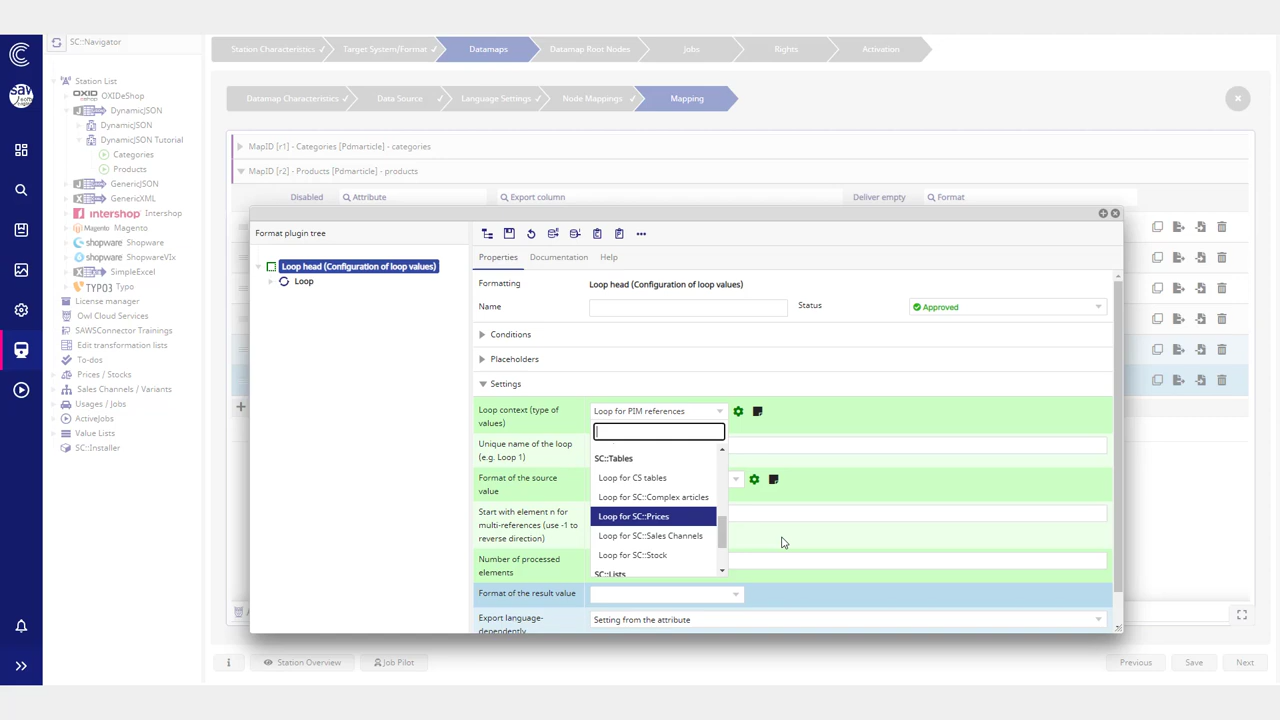 SC::Navigator
Station Characteristics ✓
Target System/Format ✓
Datamaps
Datamap Root Nodes
Jobs
Rights
Activation
Station List
OXIDeShop
DynamicJSON
DynamicJSON
DynamicJSON Tutorial
Categories
Products
GenericJSON
GenericXML
intershop Intershop
Magento Magento
shopware Shopware
shopware ShopwareVIx
SimpleExcel
TYPO3 Typo
License manager
Owl Cloud Services
SAWSConnector Trainings
Edit transformation lists
To-dos
Prices / Stocks
Sales Channels / Variants
Usages / Jobs
ActiveJobs
Value Lists
SC::Installer
Datamap Characteristics ✓
Data Source ✓
Language Settings ✓
Node Mappings ✓
Mapping
MapID [r1] - Categories [Pdmarticle] - categories
MapID [r2] - Products [Pdmarticle] - products
Disabled
Attribute
Export column
Deliver empty
Format
Format plugin tree
Loop head (Configuration of loop values)
Loop
Properties
Documentation
Help
Formatting
Loop head (Configuration of loop values)
Name
Status
Approved
Conditions
Placeholders
Settings
Loop context (type of
values)
Loop for PIM references
Unique name of the loop
(e.g. Loop 1)
Format of the source
value
Start with element n for
multi-references (use -1 to
reverse direction)
Number of processed
elements
SC::Tables
Loop for CS tables
Loop for SC::Complex articles
Loop for SC::Prices
Loop for SC::Sales Channels
Loop for SC::Stock
SC::Lists
Format of the result value
Export language-
dependently
Setting from the attribute
Station Overview
Job Pilot
Previous
Save
Next